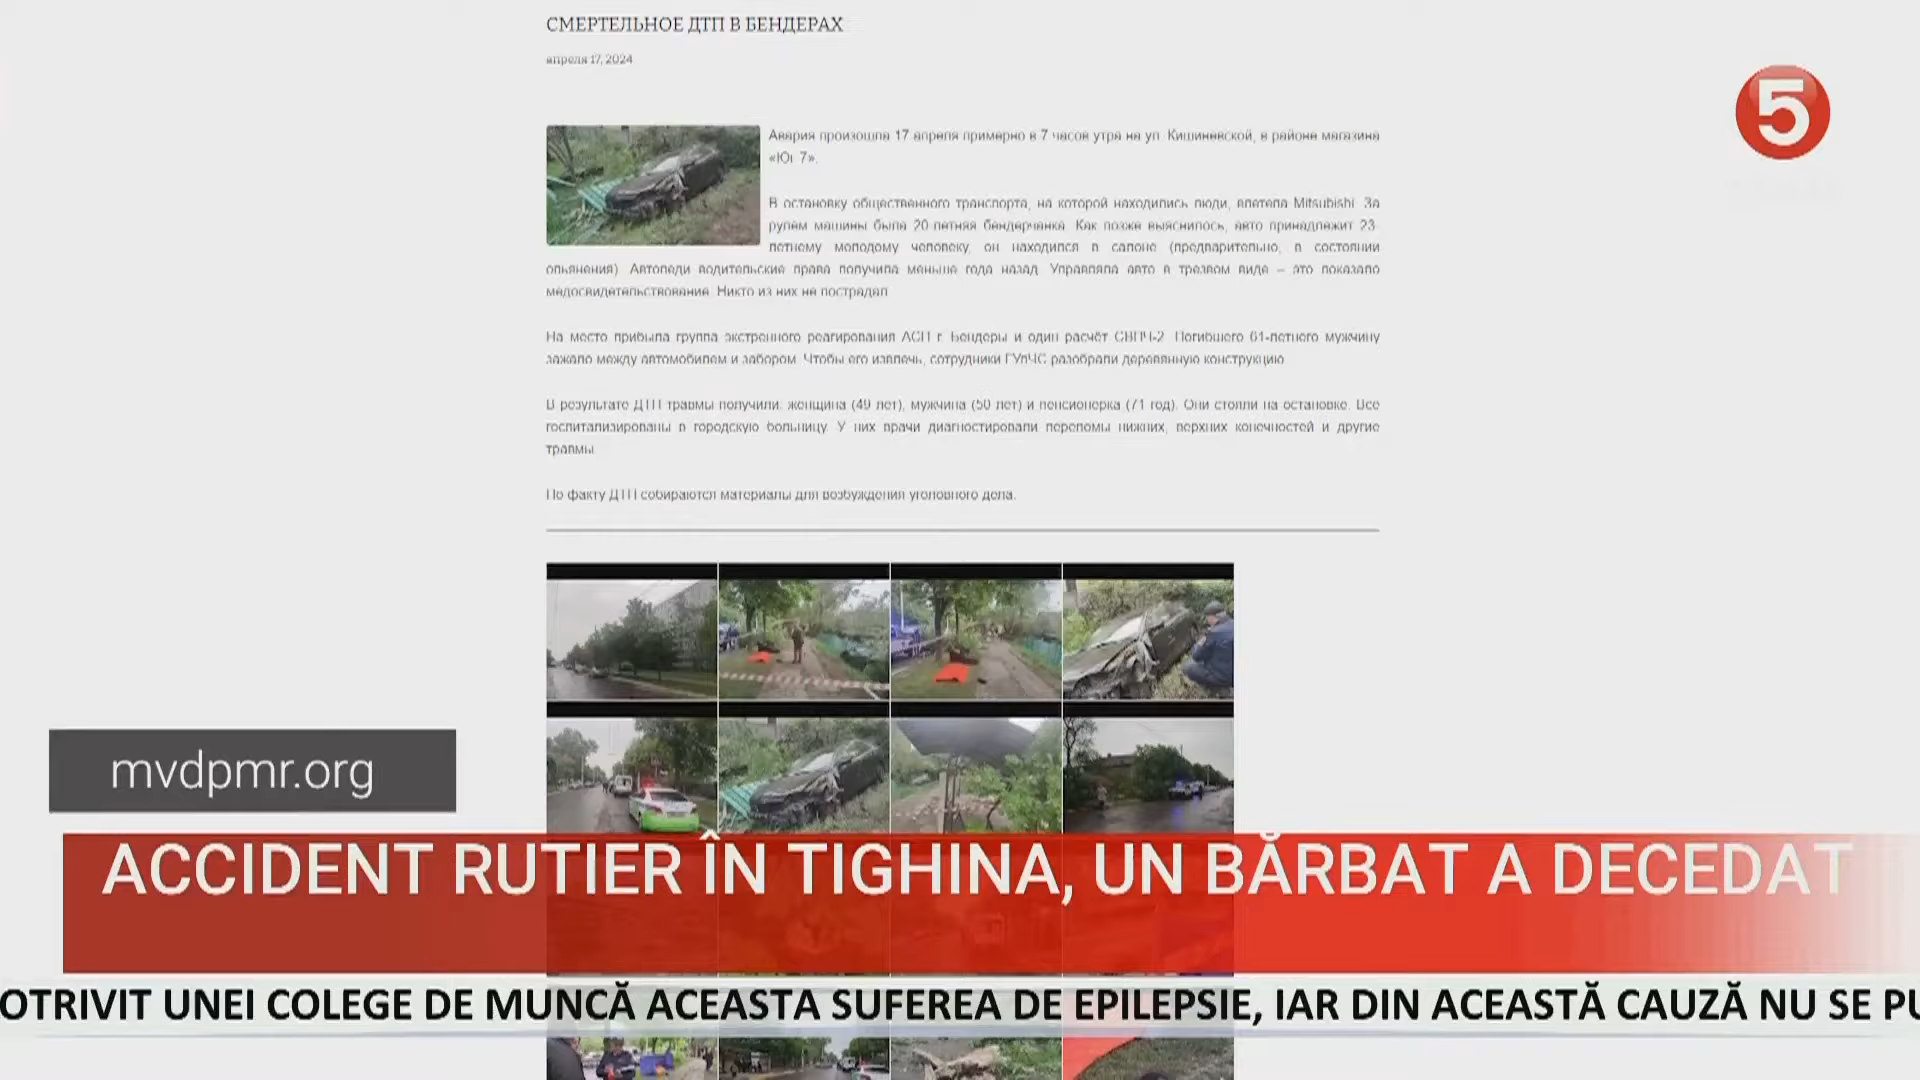 СМЕРТЕЛЬНОЕ ДТП В БЕНДЕРАХ
апреля 17, 2024
5
Авария произошла 17 апреля примерно в 7 часов утра на ул. Кишиневской, в районе магазина
«Юг 7».
В остановку общественного транспорта, на которой находились люди, влетела Mitsubishi. За
рулем машины была 20-летняя бендерчанка. Как позже выяснилось, авто принадлежит 23-
летнему молодому человеку, он находился в салоне (предварительно, в состоянии
опьянения). Автоледи водительские права получила меньше года назад. Управляла авто в трезвом виде – это показало
медосвидетельствование. Никто из них не пострадал.
На место прибыла группа экстренного реагирования АСП г. Бендеры и один расчёт СВПЧ-2. Погибшего 61-летнего мужчину
зажало между автомобилем и забором. Чтобы его извлечь, сотрудники ГУпЧС разобрали деревянную конструкцию.
В результате ДТП травмы получили: женщина (49 лет), мужчина (50 лет) и пенсионерка (71 год). Они стояли на остановке. Все
госпитализированы в городскую больницу. У них врачи диагностировали переломы нижних, верхних конечностей и другие
травмы.
По факту ДТП собираются материалы для возбуждения уголовного дела.
mvdpmr.org
ACCIDENT RUTIER ÎN TIGHINA, UN BĂRBAT A DECEDAT
OTRIVIT UNEI COLEGE DE MUNCĂ ACEASTA SUFEREA DE EPILEPSIE, IAR DIN ACEASTĂ CAUZĂ NU SE PU